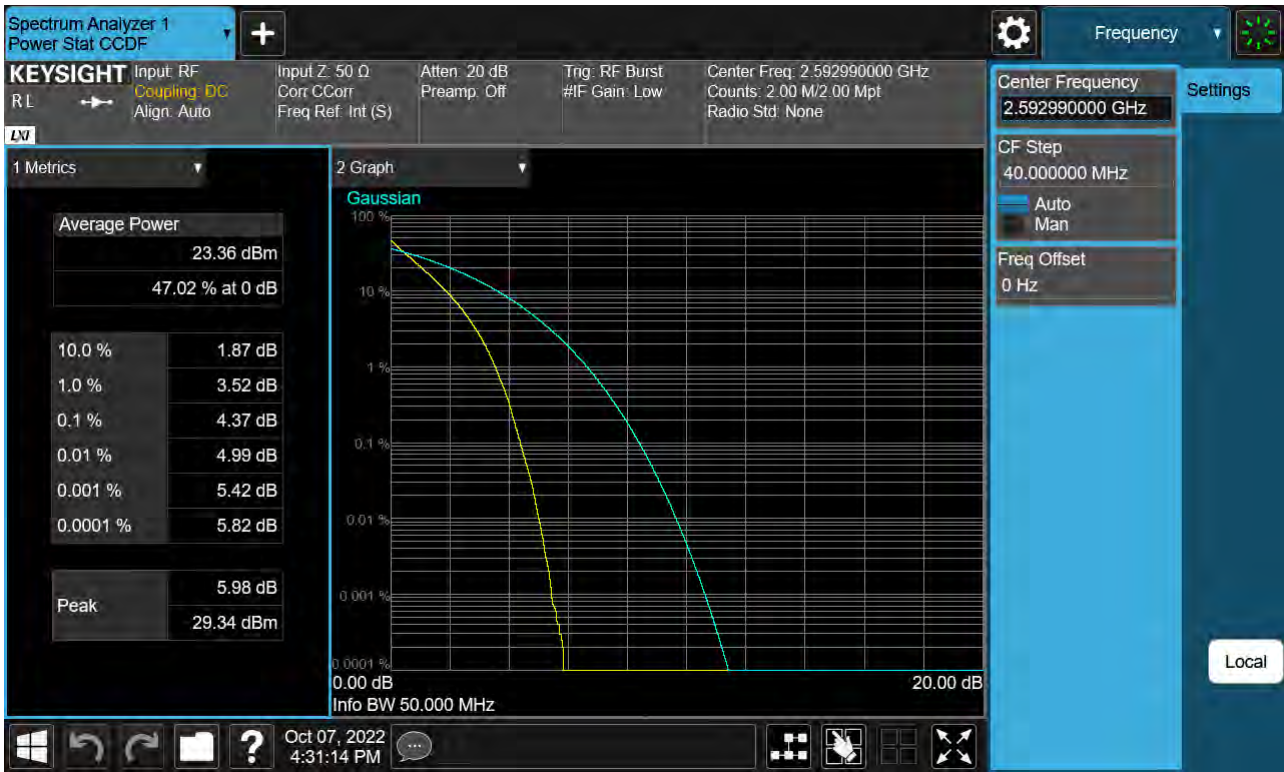 Spectrum Analyzer 1
Power Stat CCDF
Frequency
KEYSIGHT
RL
LXI
Input: RF
Coupling: DC
Align: Auto
Input Z: 50 Ω
Corr CCorr
Freq Ref: Int (S)
Atten: 20 dB
Preamp: Off
Trig: RF Burst
#IF Gain: Low
Center Freq: 2.592990000 GHz
Counts: 2.00 M/2.00 Mpt
Radio Std: None
Center Frequency
2.592990000 GHz
Settings
CF Step
40.000000 MHz
Auto
Man
Freq Offset
0 Hz
Local
1 Metrics
Average Power
23.36 dBm
47.02 % at 0 dB
10.0 % 1.87 dB
1.0 % 3.52 dB
0.1 % 4.37 dB
0.01 % 4.99 dB
0.001 % 5.42 dB
0.0001 % 5.82 dB
Peak
5.98 dB
29.34 dBm
2 Graph
Gaussian
100 %
10 %
1 %
0.1 %
0.01 %
0.001 %
0.0001 %
0.00 dB 20.00 dB
Info BW 50.000 MHz
?
Oct 07, 2022
4:31:14 PM